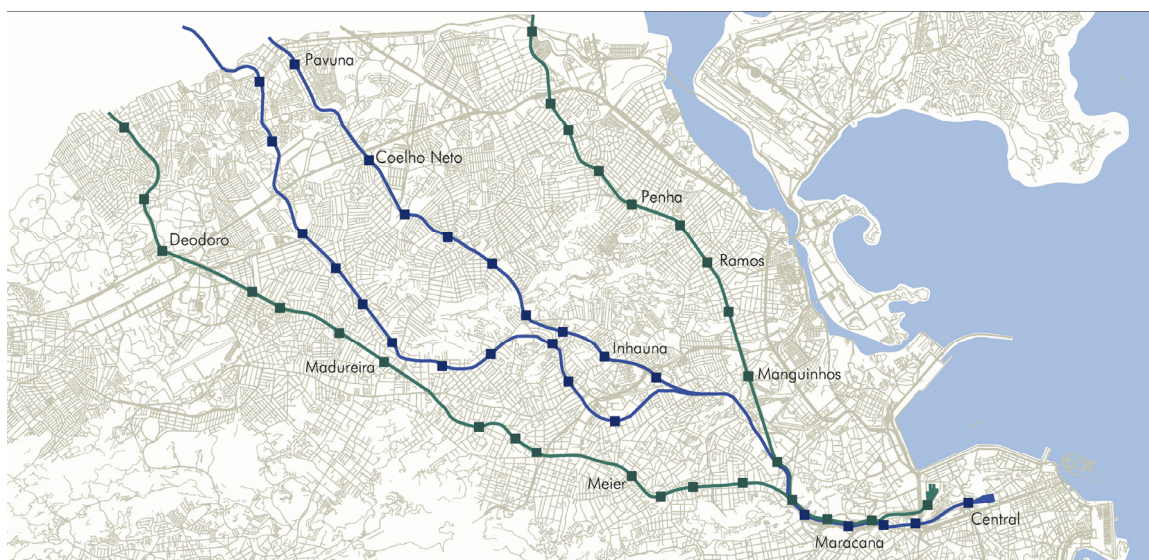 Pavuna
Coelho Neto
Penha
Deodoro
Ramos
Inhauna
Madureira
Manguinhos
Meier
Central
Maracana